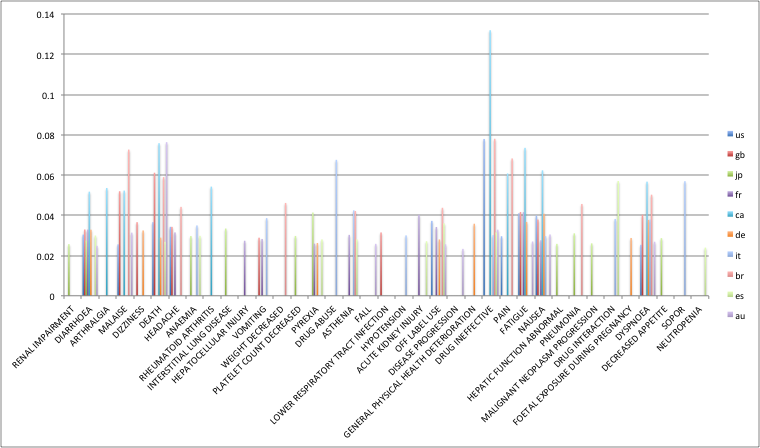 0.14
0.12
0.1
0.08
0.06
0.04
0.02
0
RENAL IMPAIRMENT
DIARRHOEA
ARTHRALGIA
MALAISE
DIZZINESS
DEATH
HEADACHE
ANAEMIA
RHEUMATOID ARTHRITIS
INTERSTITIAL LUNG DISEASE
HEPATOCELLULAR INJURY
VOMITING
WEIGHT DECREASED
PLATELET COUNT DECREASED
PYREXIA
DRUG ABUSE
ASTHENIA
FALL
LOWER RESPIRATORY TRACT INFECTION
HYPOTENSION
ACUTE KIDNEY INJURY
OFF LABEL USE
DISEASE PROGRESSION
GENERAL PHYSICAL HEALTH DETERIORATION
DRUG INEFFECTIVE
PAIN
FATIGUE
NAUSEA
HEPATIC FUNCTION ABNORMAL
PNEUMONIA
MALIGNANT NEOPLASM PROGRESSION
DRUG INTERACTION
FOETAL EXPOSURE DURING PREGNANCY
DYSPNOEA
DECREASED APPETITE
SOPOR
NEUTROPENIA
us
gb
jp
fr
ca
de
it
br
es
au